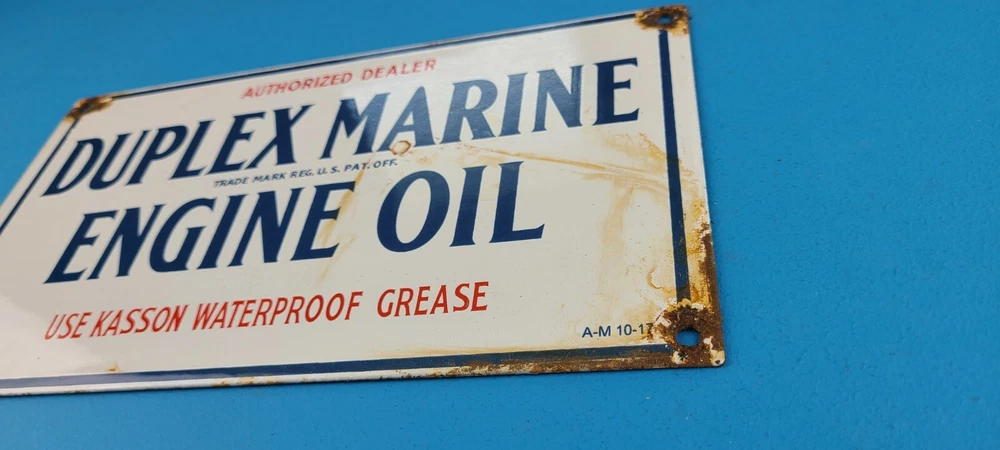 AUTHORIZED DEALER
DUPLEX MARINE
TRADE MARK REG. U.S. PAT. OFF.
ENGINE OIL
USE KASSON WATERPROOF GREASE
A-M 10-17